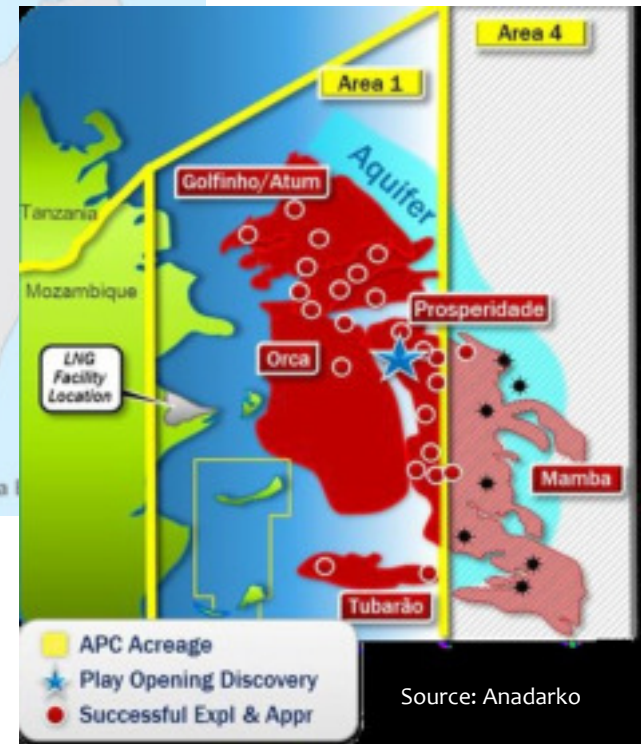 Area 4
Area 1
Aquifer
Golfinho/Atum
Tanzania
Mozambique
Prosperidade
LNG
Facility
Location
Orca
Mamba
Tubarão
APC Acreage
Play Opening Discovery
Successful Expl & Appr
Source: Anadarko